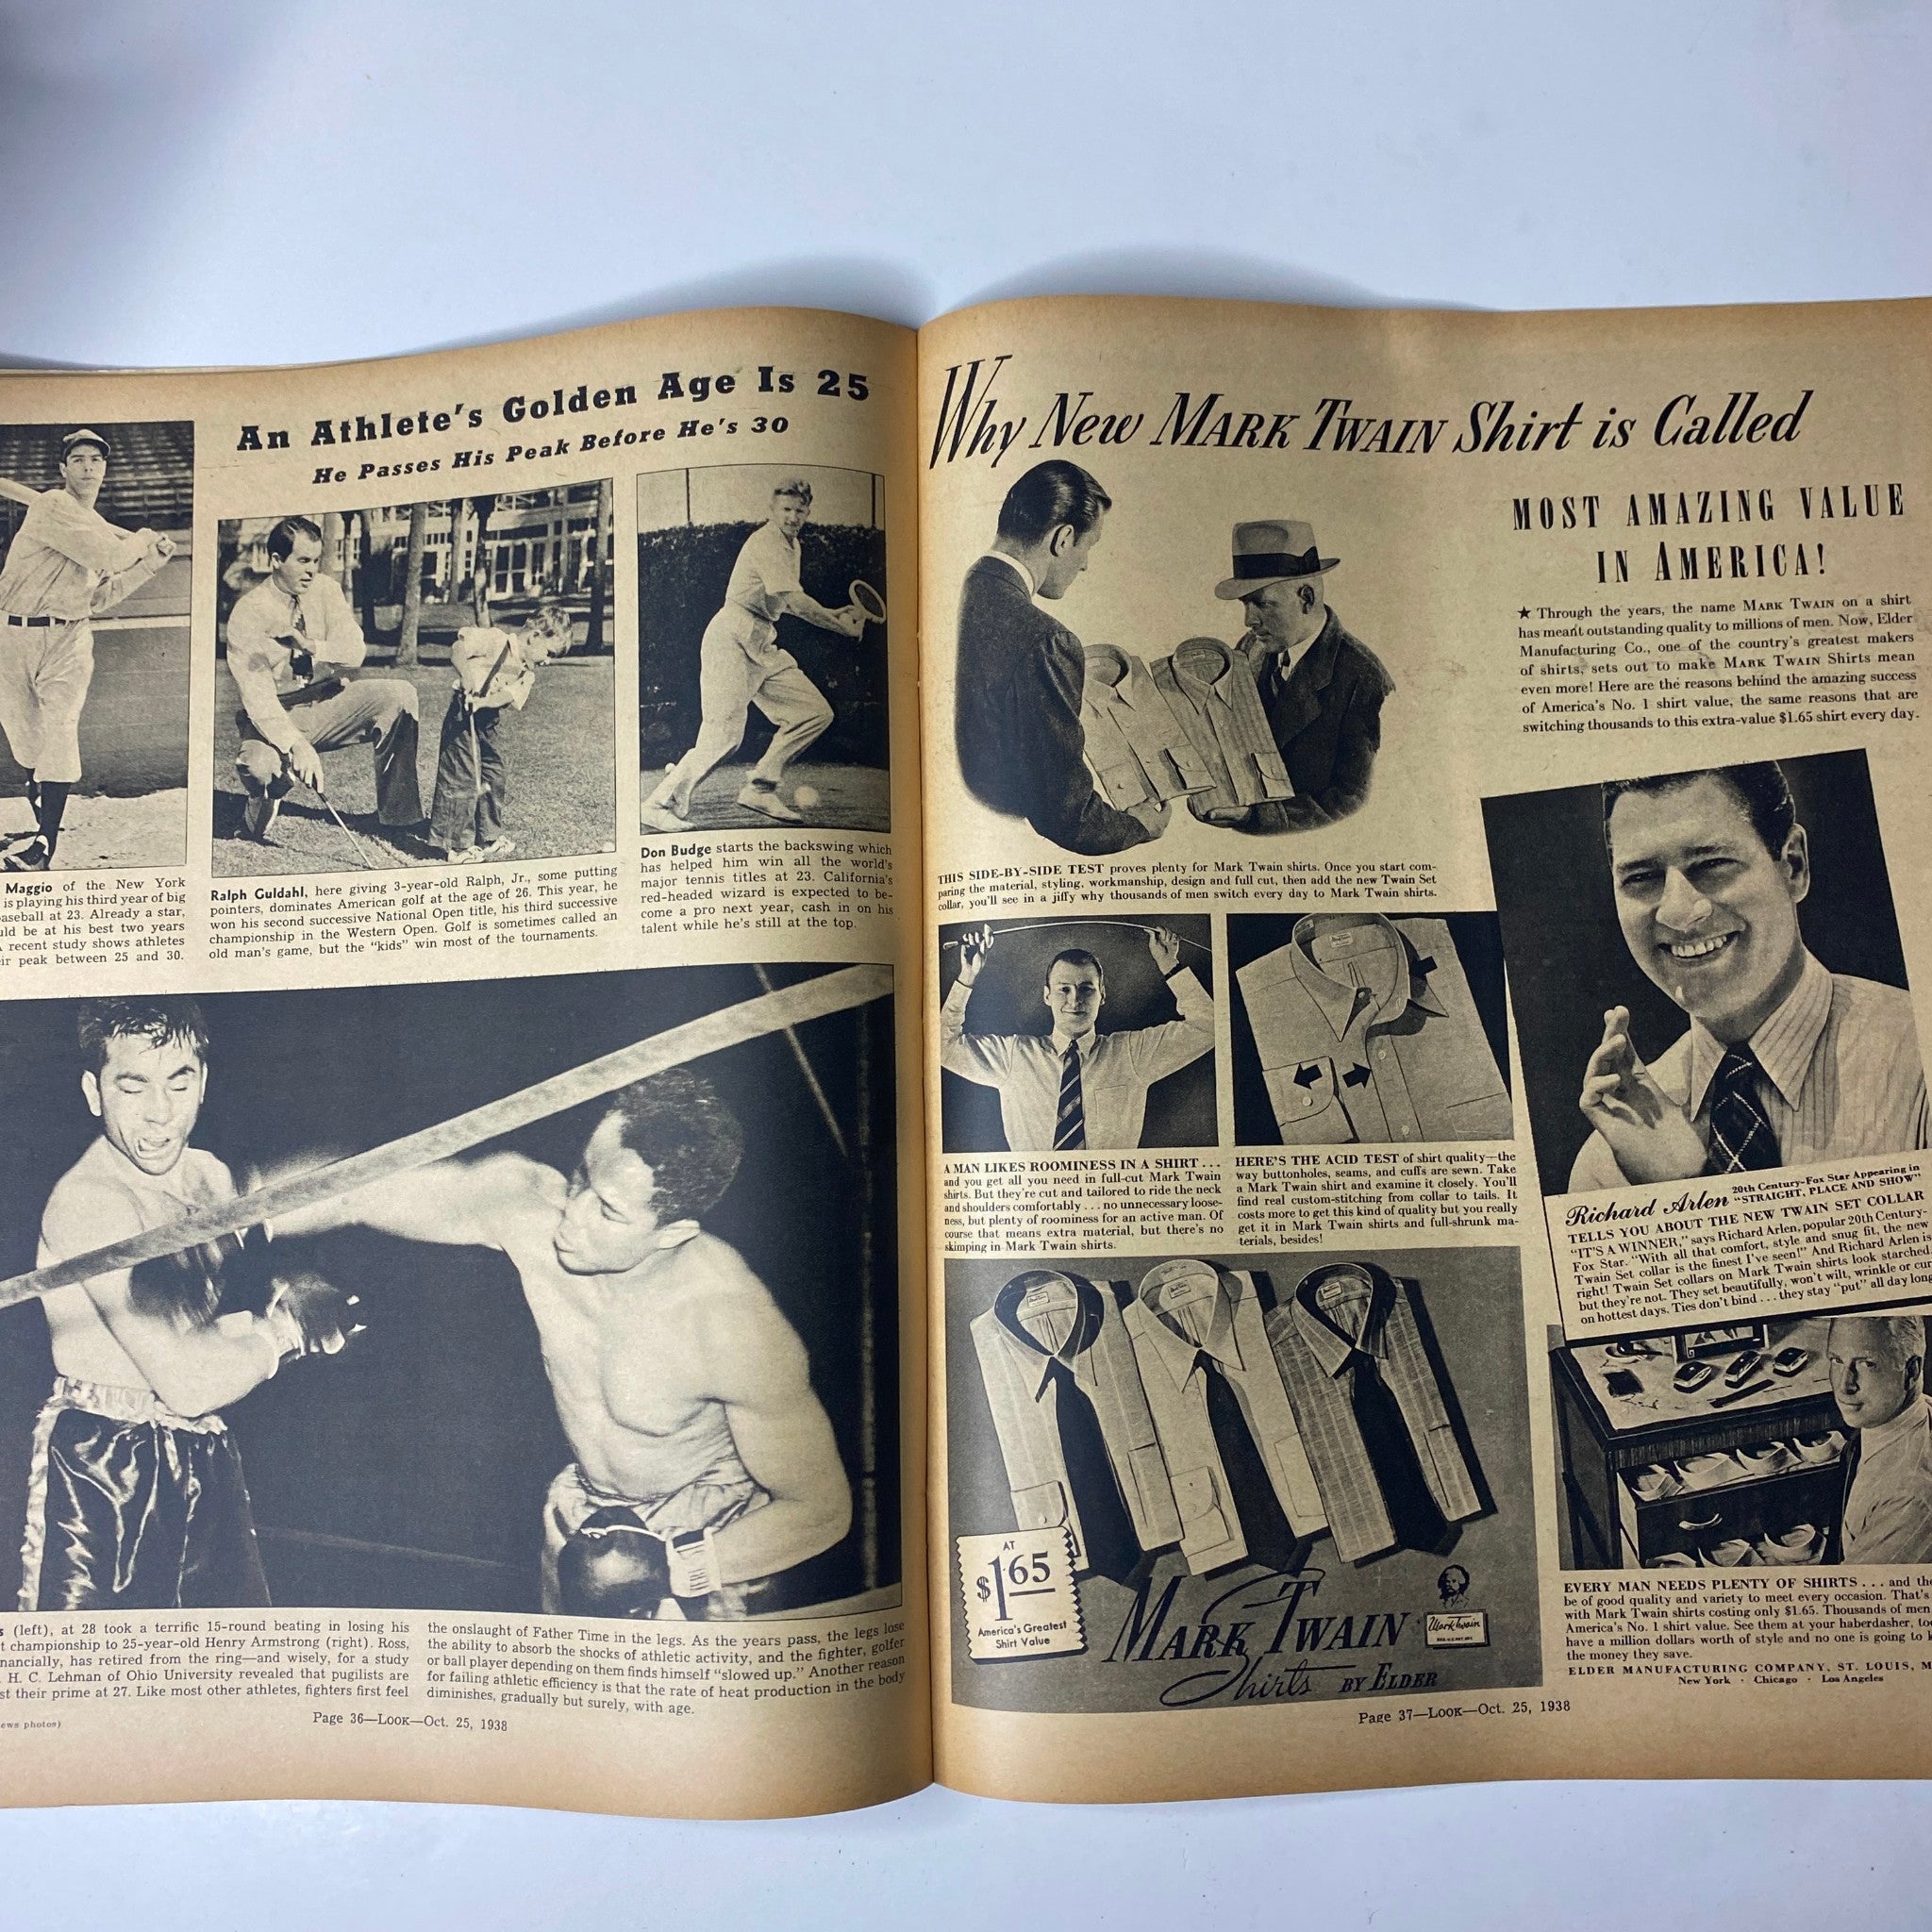 An Athlete's Golden Age Is 25
He Passes His Peak Before He's 30
Maggio of the New York
is playing his third year of big
aseball at 23. Already a star,
uld be at his best two years
recent study shows athletes
ir peak between 25 and 30.
Ralph Guldahl, here giving 3-year-old Ralph, Jr., some putting
pointers, dominates American golf at the age of 26. This year, he
won his second successive National Open title, his third successive
championship in the Western Open. Golf is sometimes called an
old man's game, but the "kids" win most of the tournaments.
Don Budge starts the backswing which
has helped him win all the world's
major tennis titles at 23. California's
red-headed wizard is expected to be-
come a pro next year, cash in on his
talent while he's still at the top.
s (left), at 28 took a terrific 15-round beating in losing his
t championship to 25-year-old Henry Armstrong (right). Ross,
nancially, has retired from the ring—and wisely, for a study
. H. C. Lehman of Ohio University revealed that pugilists are
st their prime at 27. Like most other athletes, fighters first feel
the onslaught of Father Time in the legs. As the years pass, the legs lose
the ability to absorb the shocks of athletic activity, and the fighter, golfer
or ball player depending on them finds himself "slowed up." Another reason
for failing athletic efficiency is that the rate of heat production in the body
diminishes, gradually but surely, with age.
ews photos)
Page 36—LOOK—Oct. 25, 1938
Why New MARK TWAIN Shirt is Called
MOST AMAZING VALUE
IN AMERICA!
★ Through the years, the name MARK TWAIN on a shirt
has meant outstanding quality to millions of men. Now, Elder
Manufacturing Co., one of the country's greatest makers
of shirts, sets out to make MARK TWAIN Shirts mean
even more! Here are the reasons behind the amazing success
of America's No. 1 shirt value, the same reasons that are
switching thousands to this extra-value $1.65 shirt every day.
THIS SIDE-BY-SIDE TEST proves plenty for Mark Twain shirts. Once you start com-
paring the material, styling, workmanship, design and full cut, then add the new Twain Set
collar, you'll see in a jiffy why thousands of men switch every day to Mark Twain shirts.
A MAN LIKES ROOMINESS IN A SHIRT...
and you get all you need in full-cut Mark Twain
shirts. But they're cut and tailored to ride the neck
and shoulders comfortably . . . no unnecessary loose-
ness, but plenty of roominess for an active man. Of
course that means extra material, but there's no
skimping in Mark Twain shirts.
HERE'S THE ACID TEST of shirt quality—the
way buttonholes, seams, and cuffs are sewn. Take
a Mark Twain shirt and examine it closely. You'll
find real custom-stitching from collar to tails. It
costs more to get this kind of quality but you really
get it in Mark Twain shirts and full-shrunk ma-
terials, besides!
Richard Arlen 20th Century-Fox Star Appearing in
"STRAIGHT, PLACE AND SHOW"
TELLS YOU ABOUT THE NEW TWAIN SET COLLAR
"IT'S A WINNER," says Richard Arlen, popular 20th Century-
Fox Star. "With all that comfort, style and snug fit, the new
Twain Set collar is the finest I've seen!" And Richard Arlen is
right! Twain Set collars on Mark Twain shirts look starched
but they're not. They set beautifully, won't wilt, wrinkle or cur
on hottest days. Ties don't bind . . . they stay "put" all day long
AT
$1.65
America's Greatest
Shirt Value
MARK TWAIN
Shirts BY ELDER
Mark Twain
EVERY MAN NEEDS PLENTY OF SHIRTS . . . and the
be of good quality and variety to meet every occasion. That's
with Mark Twain shirts costing only $1.65. Thousands of men
America's No. 1 shirt value. See them at your haberdasher, too
have a million dollars worth of style and no one is going to k
the money they save.
ELDER MANUFACTURING COMPANY, ST. LOUIS, M
New York · Chicago · Los Angeles
Page 37—LOOK—Oct. 25, 1938